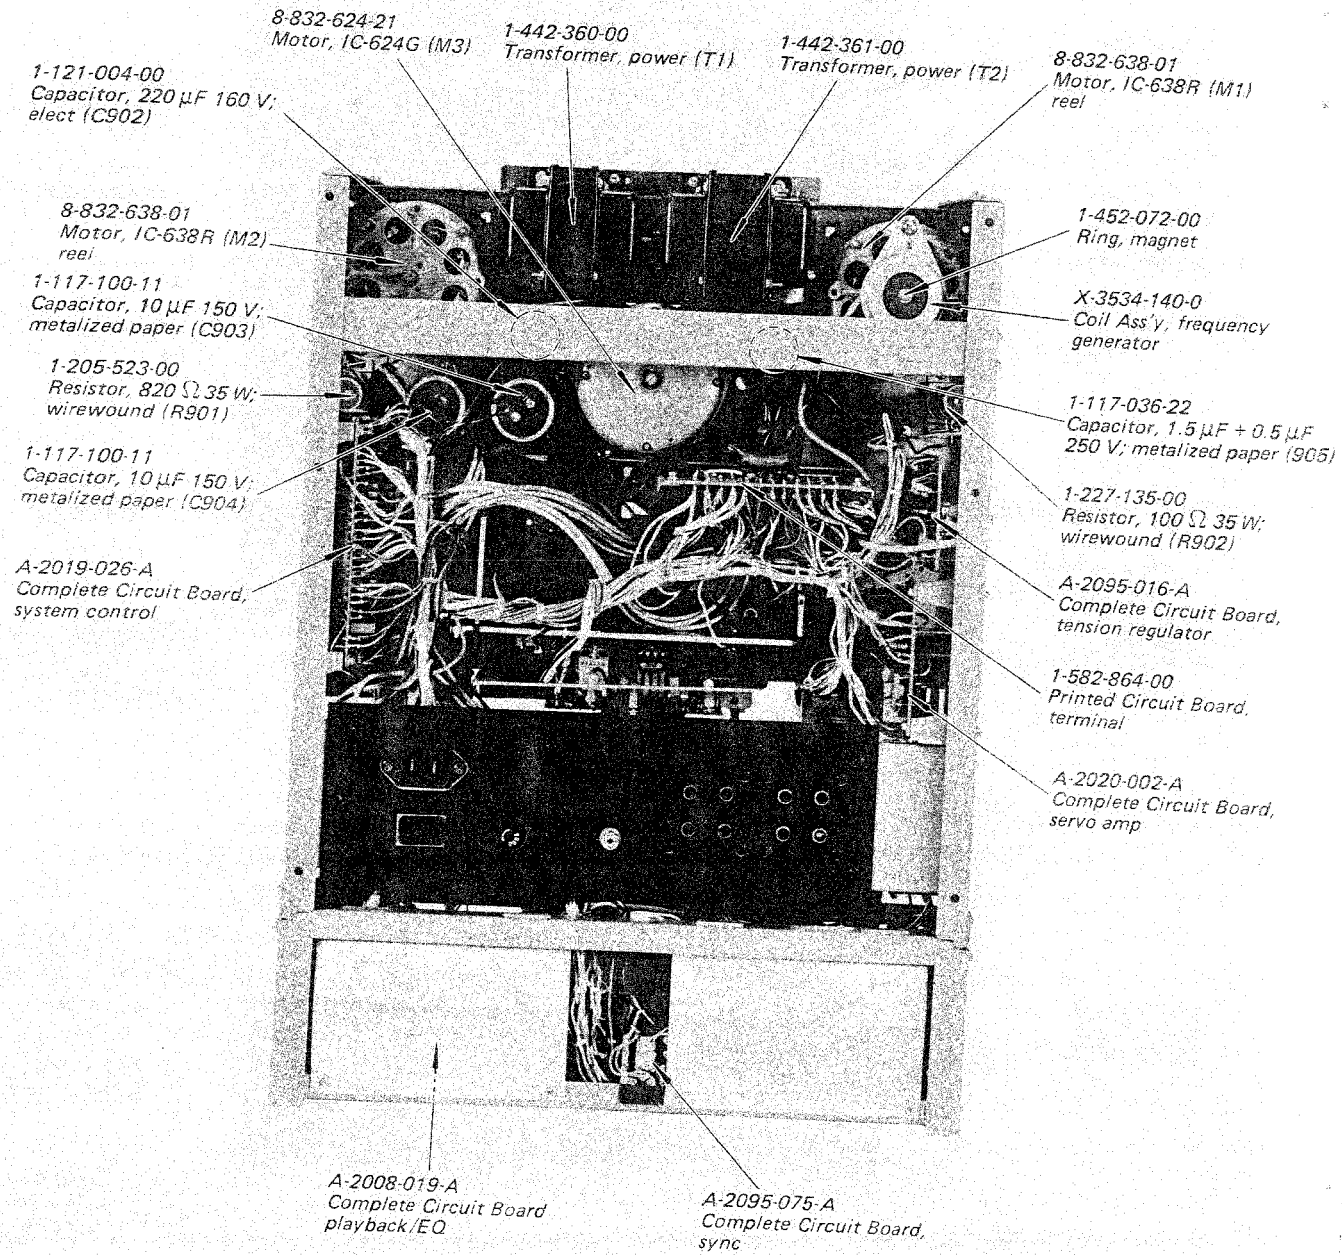 8-832-624-21
Motor, IC-624G (M3)
1-442-360-00
Transformer, power (T1)
1-442-361-00
Transformer, power (T2)
8-832-638-01
Motor, IC-638R (M1)
reel
1-121-004-00
Capacitor, 220 μF 160 V;
elect (C902)
8-832-638-01
Motor, IC-638R (M2)
reel
1-117-100-11
Capacitor, 10 μF 150 V;
metalized paper (C903)
1-205-523-00
Resistor, 820 Ω 35 W;
wirewound (R901)
1-117-100-11
Capacitor, 10 μF 150 V;
metalized paper (C904)
A-2019-026-A
Complete Circuit Board,
system control
1-452-072-00
Ring, magnet
X-3534-140-0
Coil Ass'y, frequency
generator
1-117-036-22
Capacitor, 1.5 μF + 0.5 μF
250 V; metalized paper (905)
1-227-135-00
Resistor, 100 Ω 35 W;
wirewound (R902)
A-2095-016-A
Complete Circuit Board,
tension regulator
1-582-864-00
Printed Circuit Board,
terminal
A-2020-002-A
Complete Circuit Board,
servo amp
A-2008-019-A
Complete Circuit Board
playback/EQ
A-2095-075-A
Complete Circuit Board,
sync